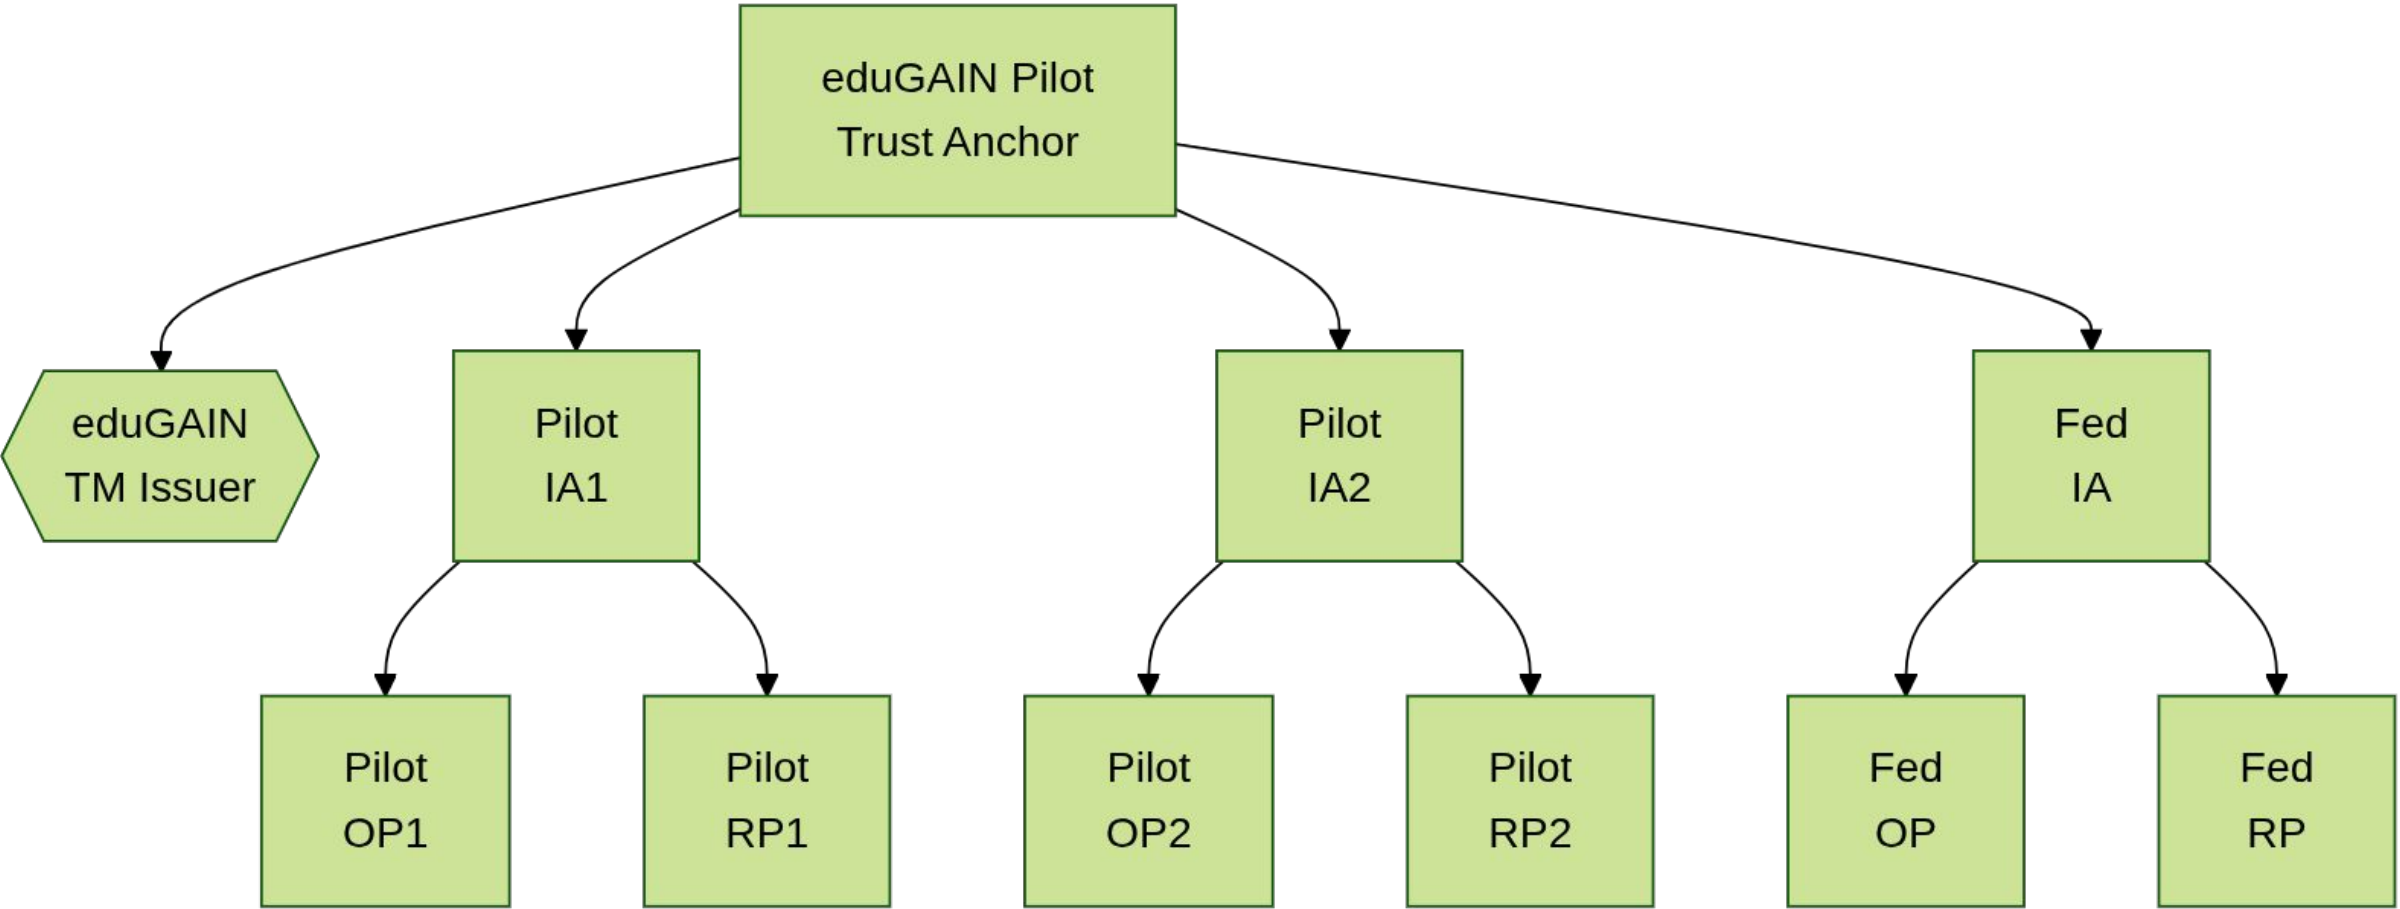 eduGAIN Pilot
Trust Anchor
eduGAIN
TM Issuer
Pilot
IA1
Pilot
IA2
Fed
IA
Pilot
OP1
Pilot
RP1
Pilot
OP2
Pilot
RP2
Fed
OP
Fed
RP